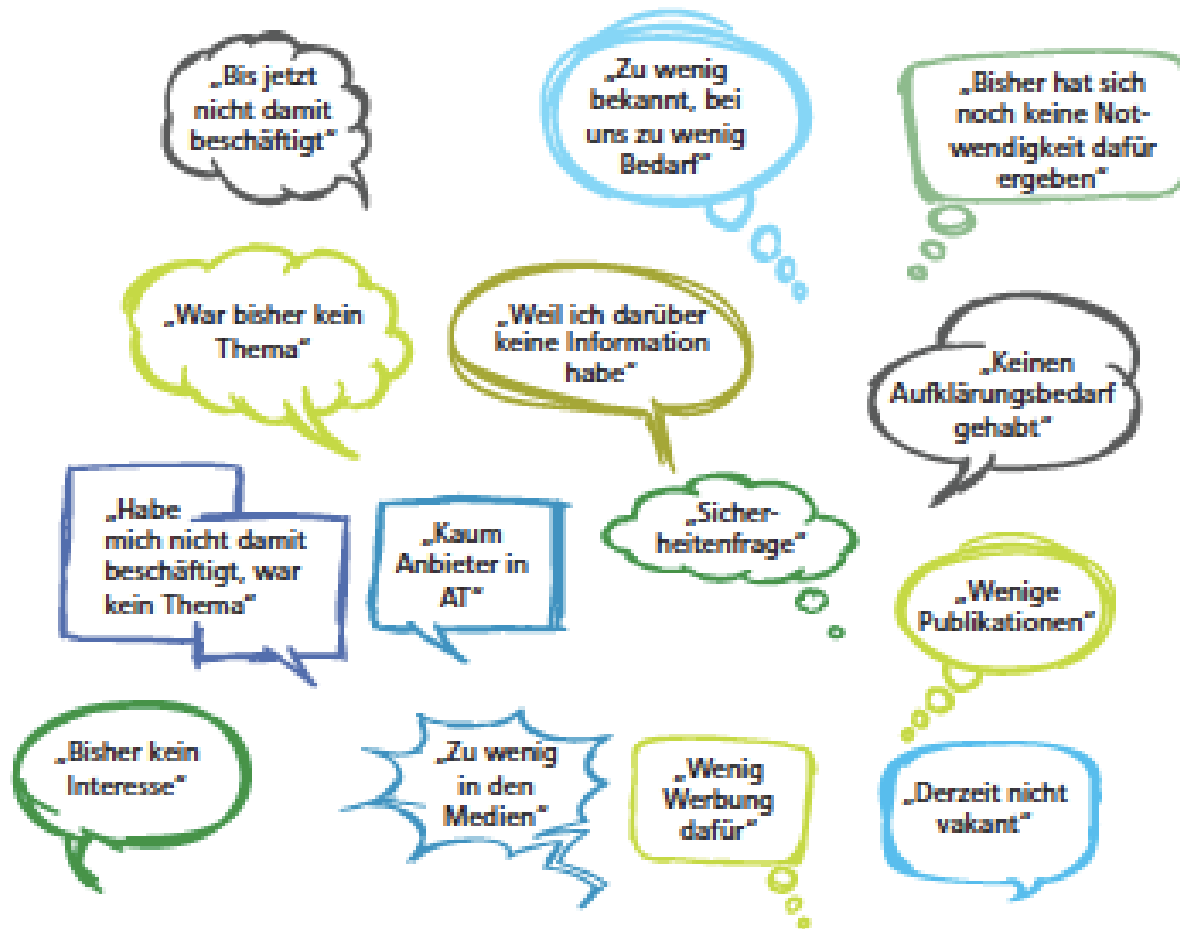 „Bis jetzt
nicht damit
beschäftigt“
„Zu wenig
bekannt, bei
uns zu wenig
Bedarf“
„Bisher hat sich
noch keine Not-
wendigkeit dafür
ergeben“
„War bisher kein
Thema“
„Weil ich darüber
keine Information
habe“
„Keinen
Aufklärungsbedarf
gehabt“
„Habe
mich nicht damit
beschäftigt, war
kein Thema“
„Kaum
Anbieter in
AT“
„Sicher-
heitenfrage“
„Wenige
Publikationen“
„Bisher kein
Interesse“
„Zu wenig
in den
Medien“
„Wenig
Werbung
dafür“
„Derzeit nicht
vakant“